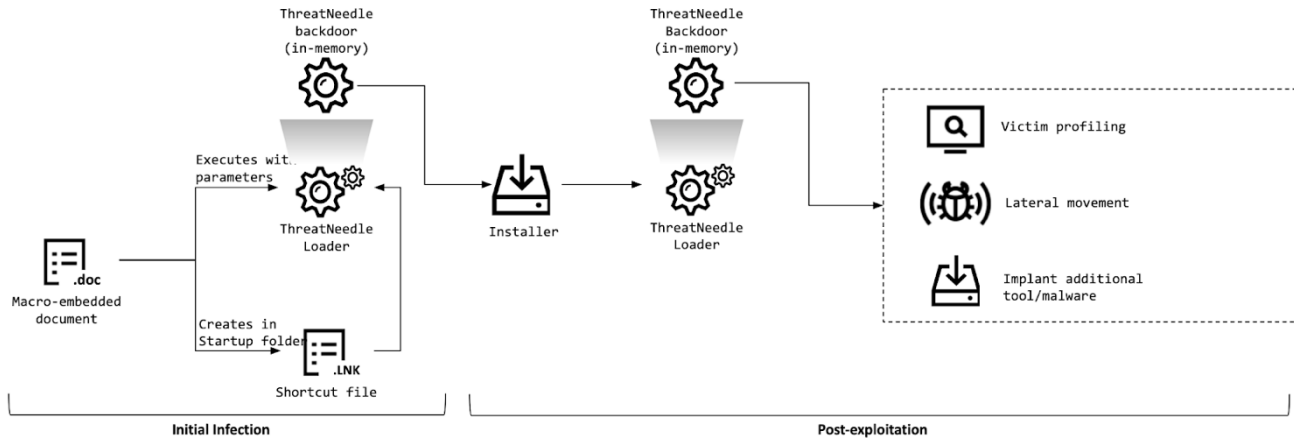 ThreatNeedle
backdoor
(in-memory)
ThreatNeedle
Backdoor
(in-memory)
Victim profiling
Executes with
parameters
ThreatNeedle
Loader
Installer
ThreatNeedle
Loader
Lateral movement
.doc
Macro-embedded
document
Implant additional
tool/malware
Creates in
Startup folder
.LNK
Shortcut file
Initial Infection
Post-exploitation